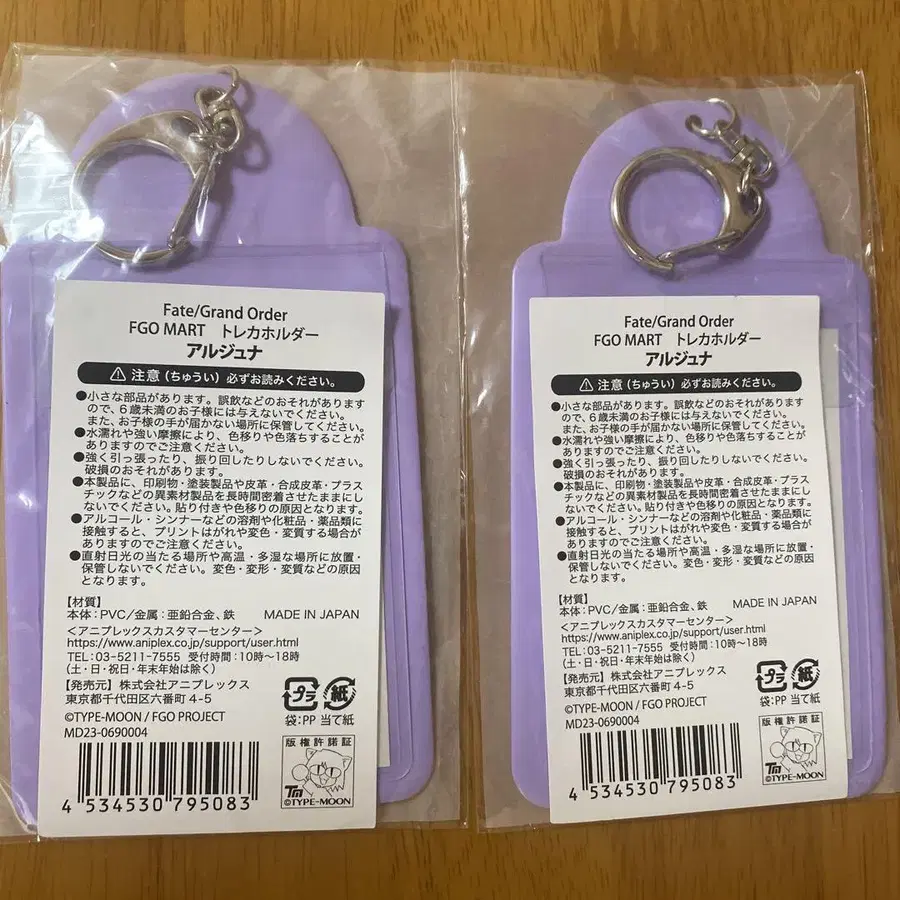 Fate/Grand Order
FGO MART　トレカホルダー
アルジュナ
⚠ 注意(ちゅうい) 必ずお読みください。
●小さな部品があります。誤飲などのおそれがあります
ので、6歳未満のお子様には与えないでください。
また、お子様の手が届かない場所に保管してください。
●水濡れや強い摩擦により、色移りや色落ちすることが
ありますのでご注意ください。
●強く引っ張ったり、振り回したりしないでください。
破損のおそれがあります。
●本製品に、印刷物・塗装製品や皮革・合成皮革・プラス
チックなどの異素材製品を長時間密着させたままにし
ないでください。貼り付きや色移りの原因となります。
●アルコール・シンナーなどの溶剤や化粧品・薬品類に
接触すると、プリントはがれや変色・変質する場合が
ありますのでご注意ください。
●直射日光の当たる場所や高温・多湿な場所に放置・
保管しないでください。変色・変形・変質などの原因
となります。
【材質】
本体:PVC/金属:亜鉛合金、鉄　MADE IN JAPAN
<アニプレックスカスタマーセンター>
https://www.aniplex.co.jp/support/user.html
TEL:03-5211-7555 受付時間:10時〜18時
(土・日・祝日・年末年始は除く)
【発売元】株式会社アニプレックス
東京都千代田区六番町 4-5
プラ 紙
袋:PP 当て紙
©TYPE-MOON / FGO PROJECT
MD23-0690004
版権許諾証
TM
©TYPE-MOON
4 534530 795083
Fate/Grand Order
FGO MART　トレカホルダー
アルジュナ
⚠ 注意(ちゅうい) 必ずお読みください。
●小さな部品があります。誤飲などのおそれがあります
ので、6歳未満のお子様には与えないでください。
また、お子様の手が届かない場所に保管してください。
●水濡れや強い摩擦により、色移りや色落ちすることが
ありますのでご注意ください。
●強く引っ張ったり、振り回したりしないでください。
破損のおそれがあります。
●本製品に、印刷物・塗装製品や皮革・合成皮革・プラス
チックなどの異素材製品を長時間密着させたままにし
ないでください。貼り付きや色移りの原因となります。
●アルコール・シンナーなどの溶剤や化粧品・薬品類に
接触すると、プリントはがれや変色・変質する場合が
ありますのでご注意ください。
●直射日光の当たる場所や高温・多湿な場所に放置・
保管しないでください。変色・変形・変質などの原因
となります。
【材質】
本体:PVC/金属:亜鉛合金、鉄　MADE IN JAPAN
<アニプレックスカスタマーセンター>
https://www.aniplex.co.jp/support/user.html
TEL:03-5211-7555 受付時間:10時〜18時
(土・日・祝日・年末年始は除く)
【発売元】株式会社アニプレックス
東京都千代田区六番町 4-5
プラ 紙
袋:PP 当て紙
©TYPE-MOON / FGO PROJECT
MD23-0690004
版権許諾証
TM
©TYPE-MOON
4 534530 795083